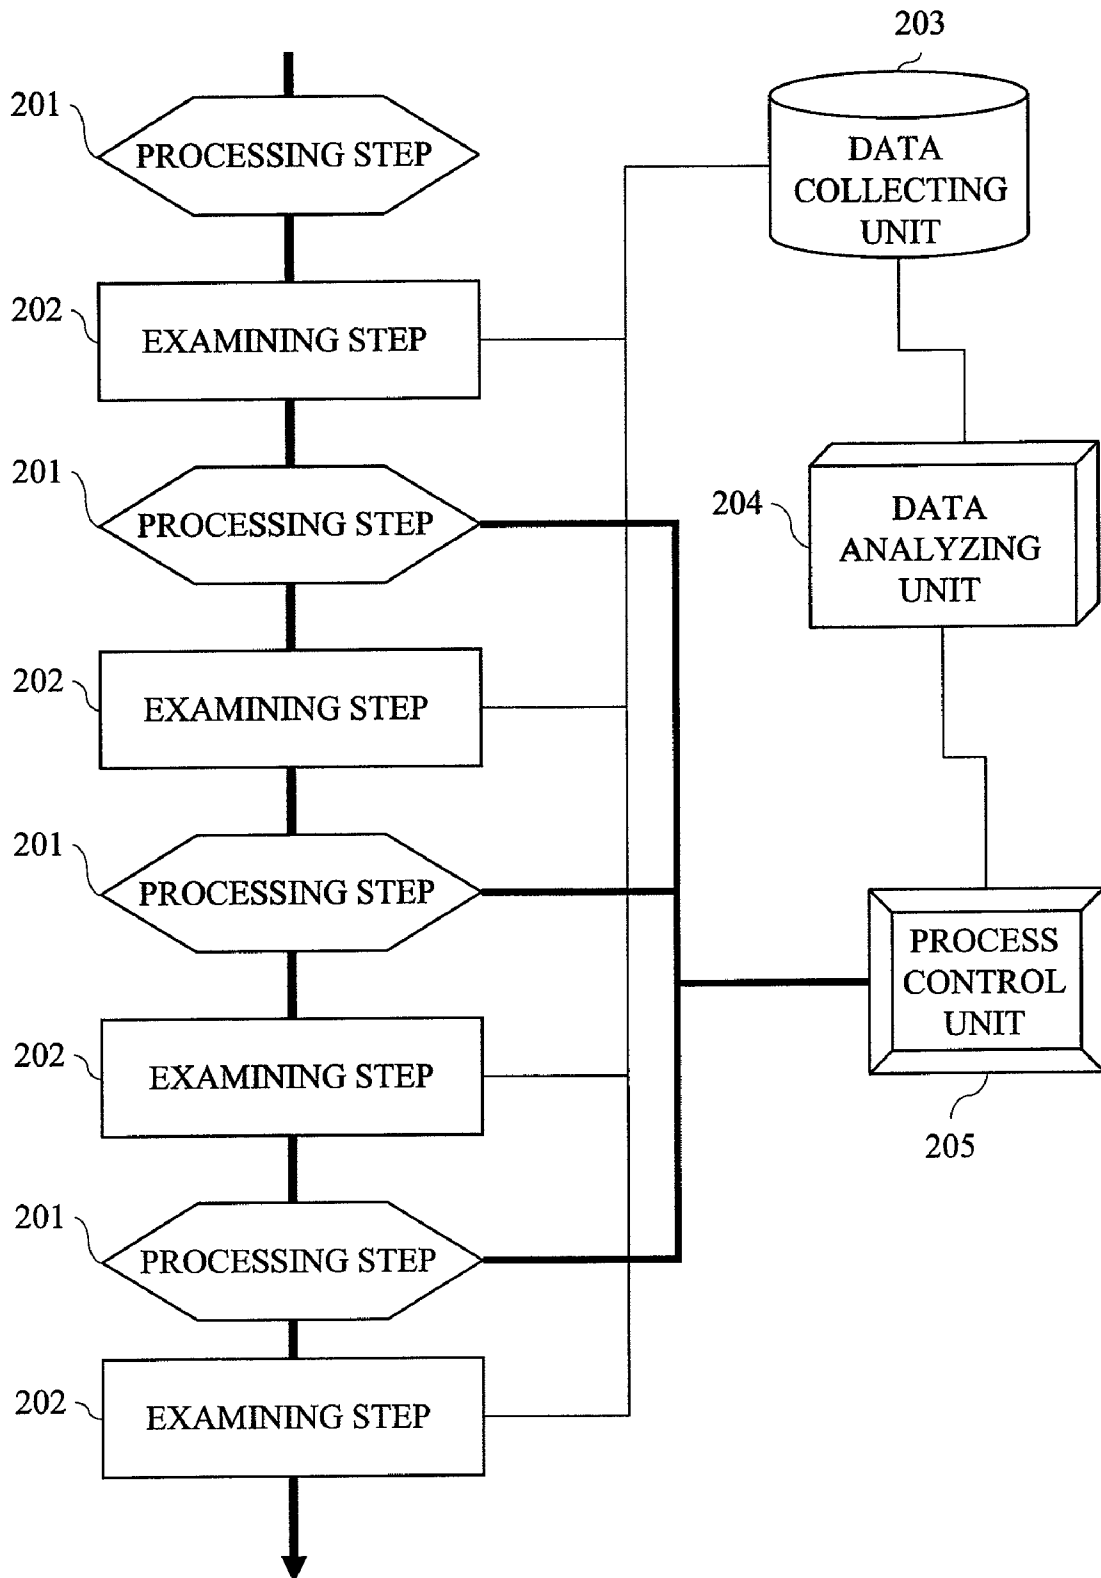 203
201
PROCESSING STEP
DATA
COLLECTING
UNIT
202
EXAMINING STEP
201
PROCESSING STEP
204
DATA
ANALYZING
UNIT
202
EXAMINING STEP
201
PROCESSING STEP
PROCESS
CONTROL
UNIT
202
EXAMINING STEP
205
201
PROCESSING STEP
202
EXAMINING STEP